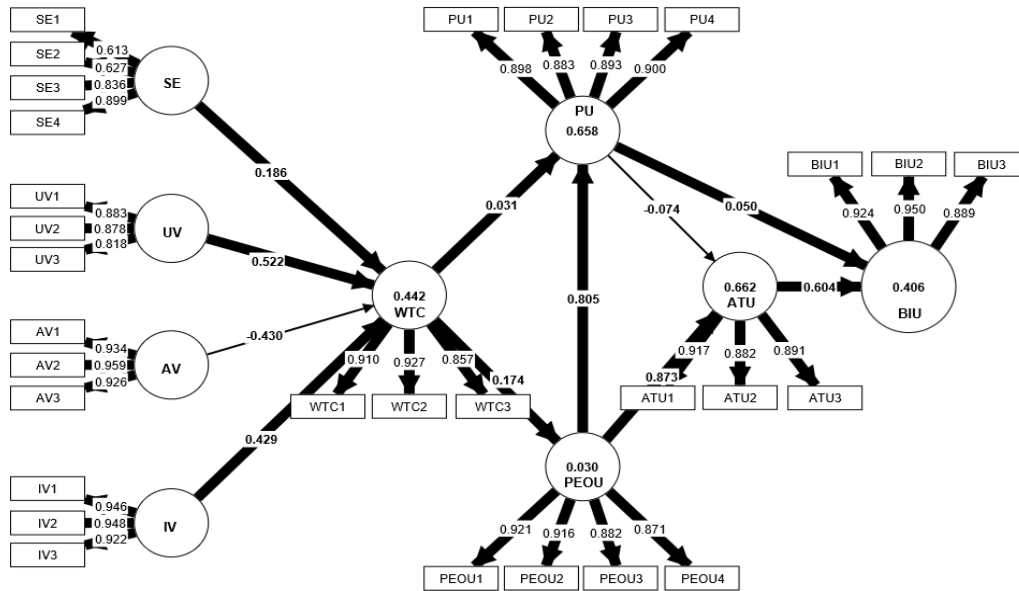 SE1
SE2
SE3
SE4
0.613
0.627
0.836
0.899
SE
0.186
UV1
UV2
UV3
0.883
0.878
0.818
UV
0.522
AV1
AV2
AV3
0.934
0.959
0.926
AV
-0.430
IV1
IV2
IV3
0.946
0.948
0.922
IV
0.429
0.442
WTC
0.910
0.927
0.857
WTC1
WTC2
WTC3
0.031
0.174
PU1
PU2
PU3
PU4
0.898
0.883
0.893
0.900
PU
0.658
0.805
-0.074
0.050
0.030
PEOU
0.921
0.916
0.882
0.871
PEOU1
PEOU2
PEOU3
PEOU4
0.873
0.662
ATU
0.917
0.882
0.891
ATU1
ATU2
ATU3
0.604
BIU1
BIU2
BIU3
0.924
0.950
0.889
0.406
BIU